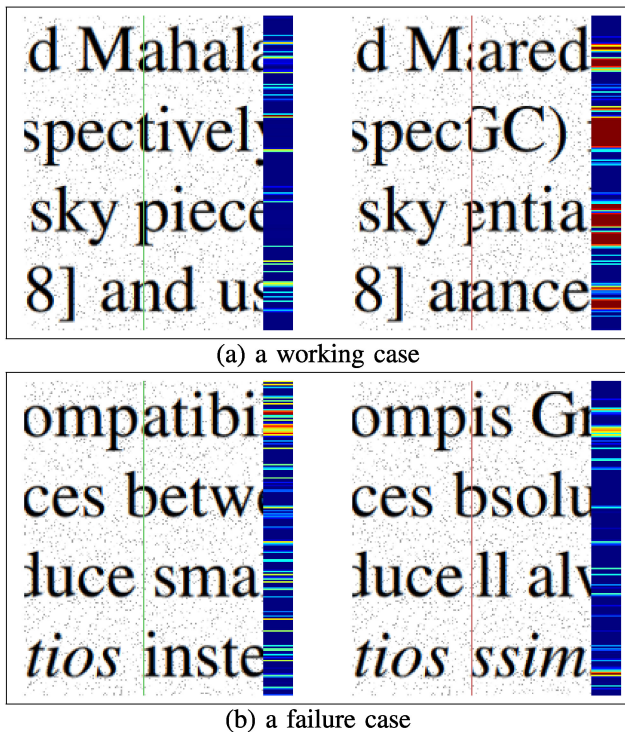 d Mahala d Mared
spectively specGC)
sky piece sky entia
8] and us 8] arance
(a) a working case
ompatibi ompis Gr
ces betwe ces bsolu
duce sma duce ll alv
tios inste tios ssim
(b) a failure case